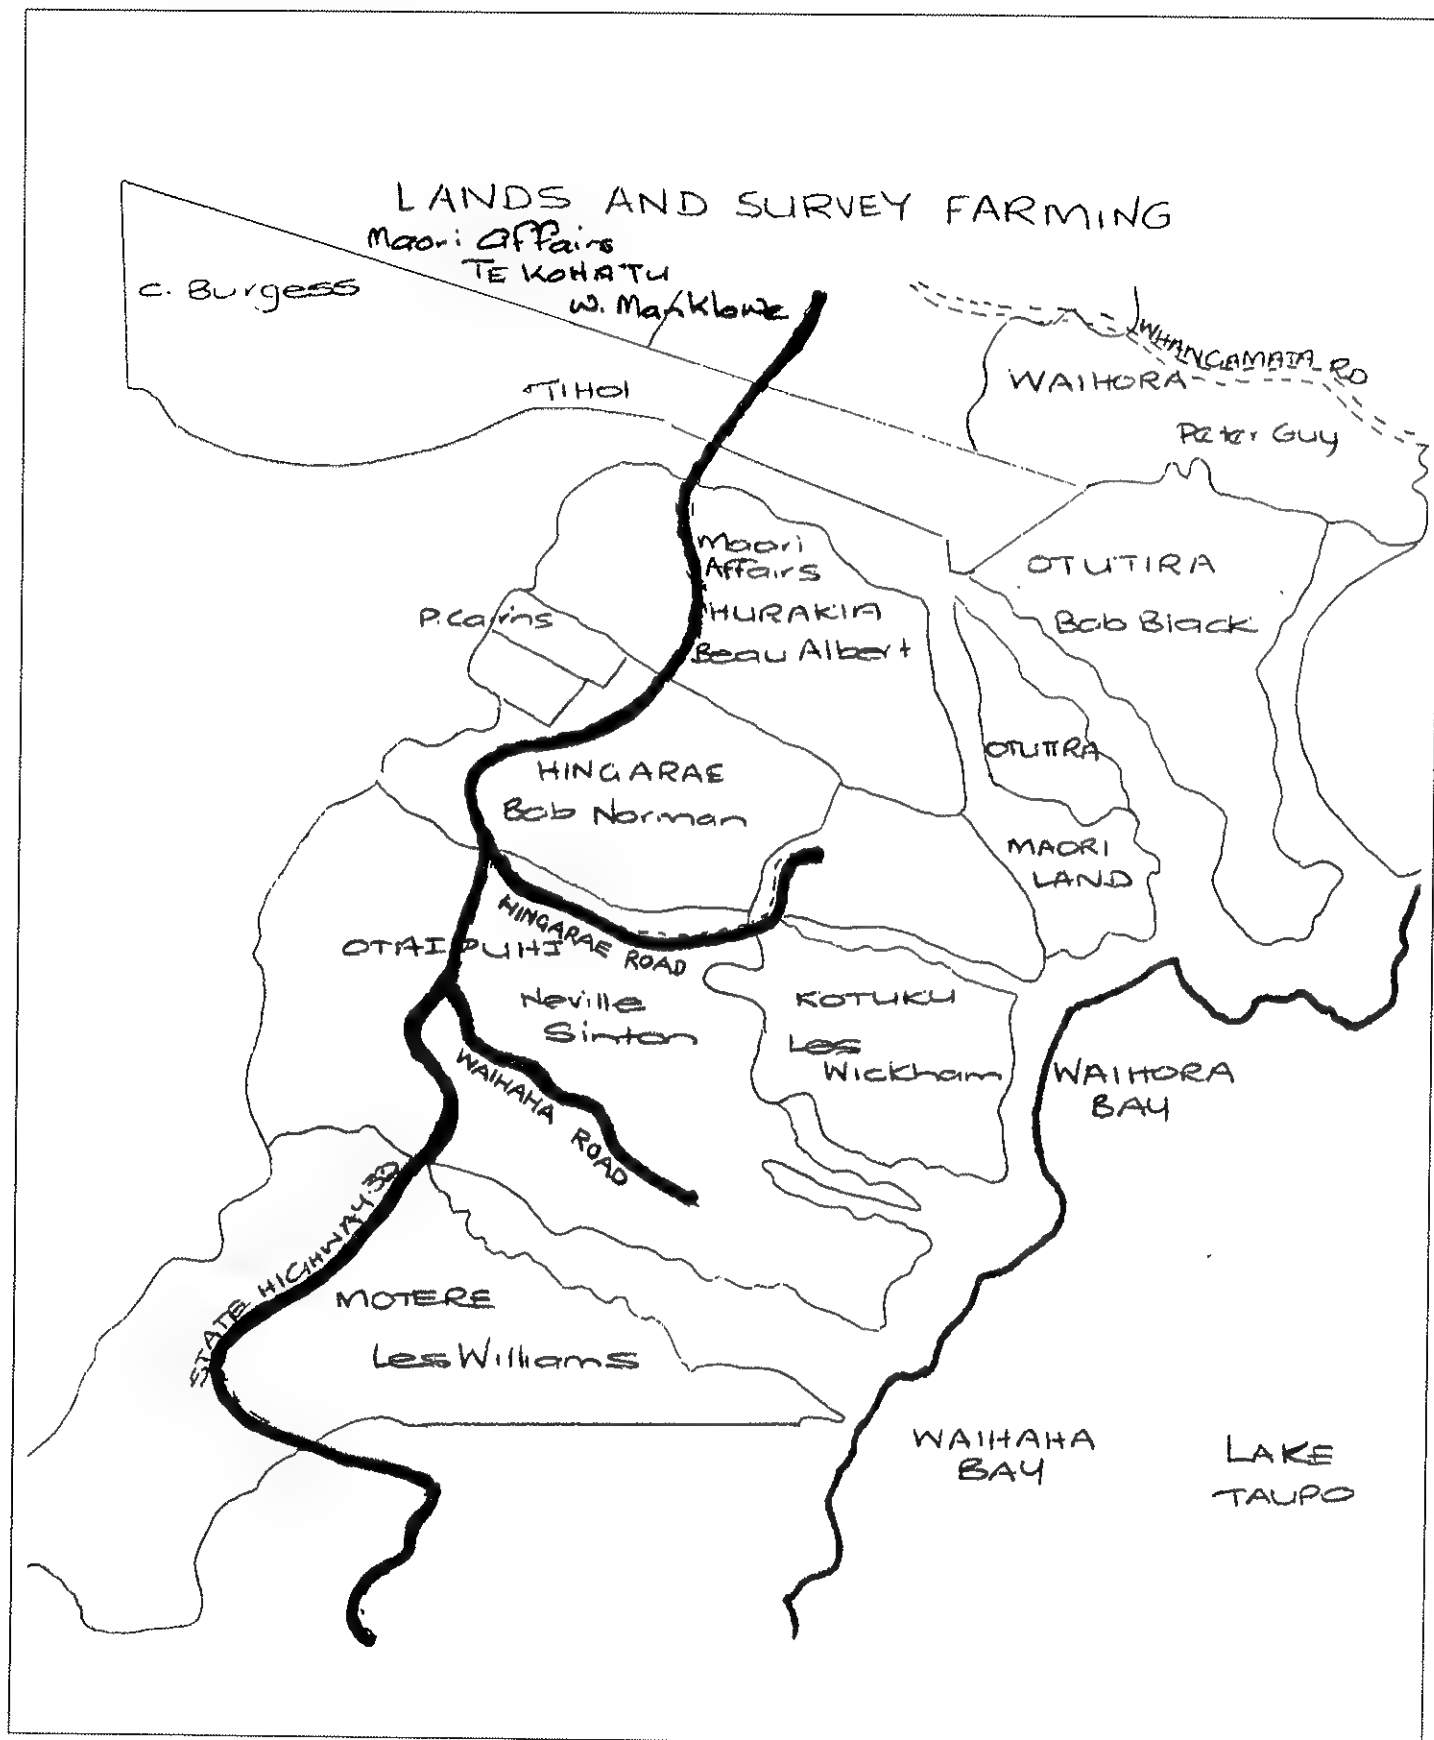 LANDS AND SURVEY FARMING
Maori Affairs
TE KOHATU
W. Manklowe
C. Burgess
TIHOI
WHANGAMATA RD
WAIHORA
Peter Guy
Maori
Affairs
HURAKIA
Beau Albert
OTUTIRA
Bob Black
P. Cairns
OTUTIRA
HINGARAE
Bob Norman
MAORI
LAND
HINGARAE ROAD
OTAIPUHI
Neville
Sinton
KOTUKU
Les
Wickham
WAIHAHA ROAD
WAIHORA
BAY
STATE HIGHWAY 32
MOTERE
Les Williams
WAIHAHA
BAY
LAKE
TAUPO